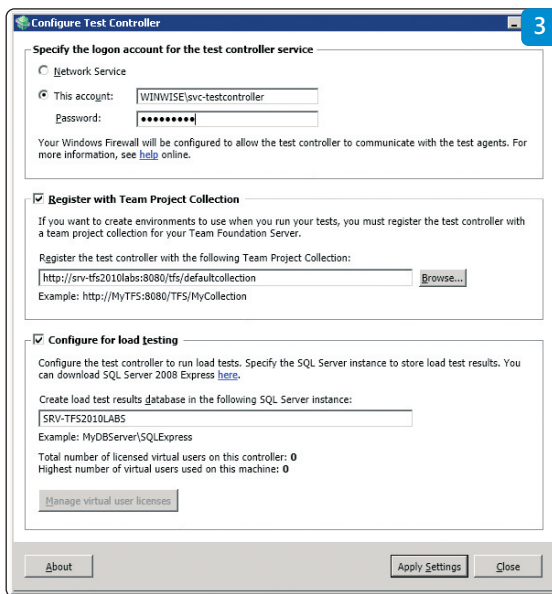 Configure Test Controller
3
Specify the logon account for the test controller service
Network Service
This account:
WINWISE\svc-testcontroller
Password:
●●●●●●●●●
Your Windows Firewall will be configured to allow the test controller to communicate with the test agents. For
more information, see help online.
Register with Team Project Collection
If you want to create environments to use when you run your tests, you must register the test controller with
a team project collection for your Team Foundation Server.
Register the test controller with the following Team Project Collection:
http://srv-tfs2010labs:8080/tfs/defaultcollection
Browse...
Example: http://MyTFS:8080/TFS/MyCollection
Configure for load testing
Configure the test controller to run load tests. Specify the SQL Server instance to store load test results. You
can download SQL Server 2008 Express here.
Create load test results database in the following SQL Server instance:
SRV-TFS2010LABS
Example: MyDBServer\SQLExpress
Total number of licensed virtual users on this controller: 0
Highest number of virtual users used on this machine: 0
Manage virtual user licenses
About
Apply Settings
Close